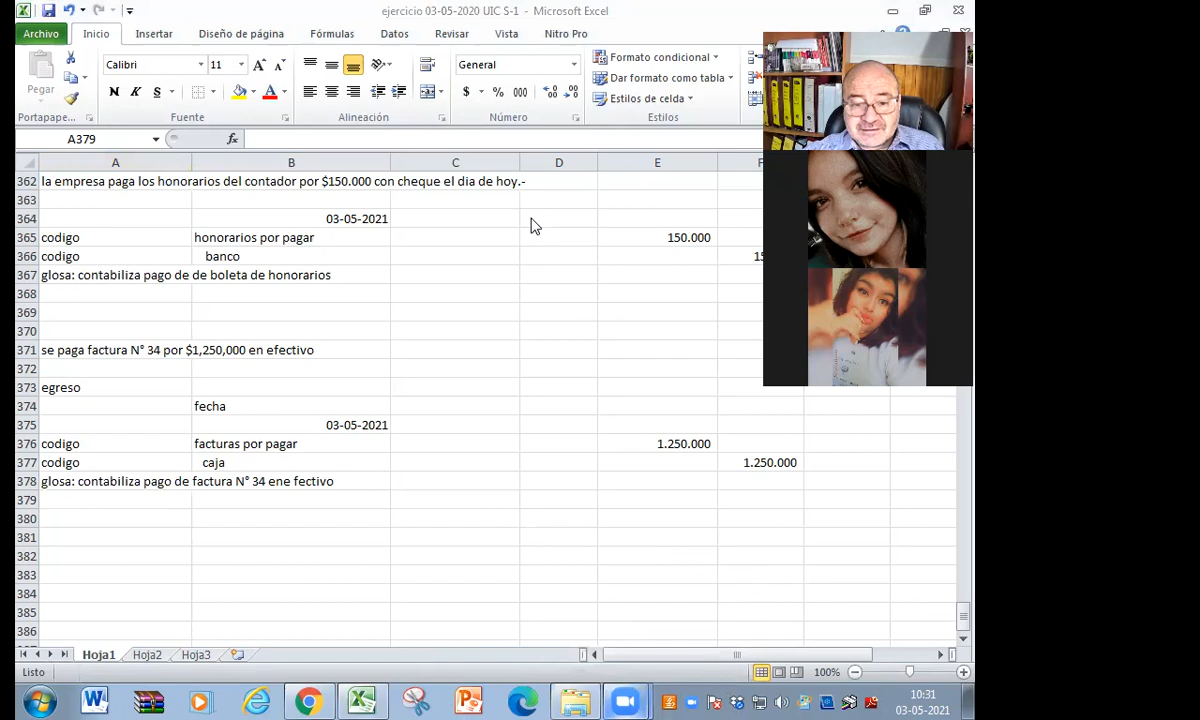 ejercicio 03-05-2020 UIC S-1 - Microsoft Excel
Archivo Inicio Insertar Diseño de página Fórmulas Datos Revisar Vista Nitro Pro
Pegar Calibri 11 General Formato condicional
Dar formato como tabla
N K S $ % 000 Estilos de celda
Portapape... Fuente Alineación Número Estilos
A379 fx
A B C D E F
362 la empresa paga los honorarios del contador por $150.000 con cheque el dia de hoy.-
363
364 03-05-2021
365 codigo honorarios por pagar 150.000
366 codigo banco
367 glosa: contabiliza pago de de boleta de honorarios
368
369
370
371 se paga factura N° 34 por $1,250,000 en efectivo
372
373 egreso
374 fecha
375 03-05-2021
376 codigo facturas por pagar 1.250.000
377 codigo caja 1.250.000
378 glosa: contabiliza pago de factura N° 34 ene fectivo
379
380
381
382
383
384
385
386
Hoja1 Hoja2 Hoja3
Listo 100%
10:31
03-05-2021